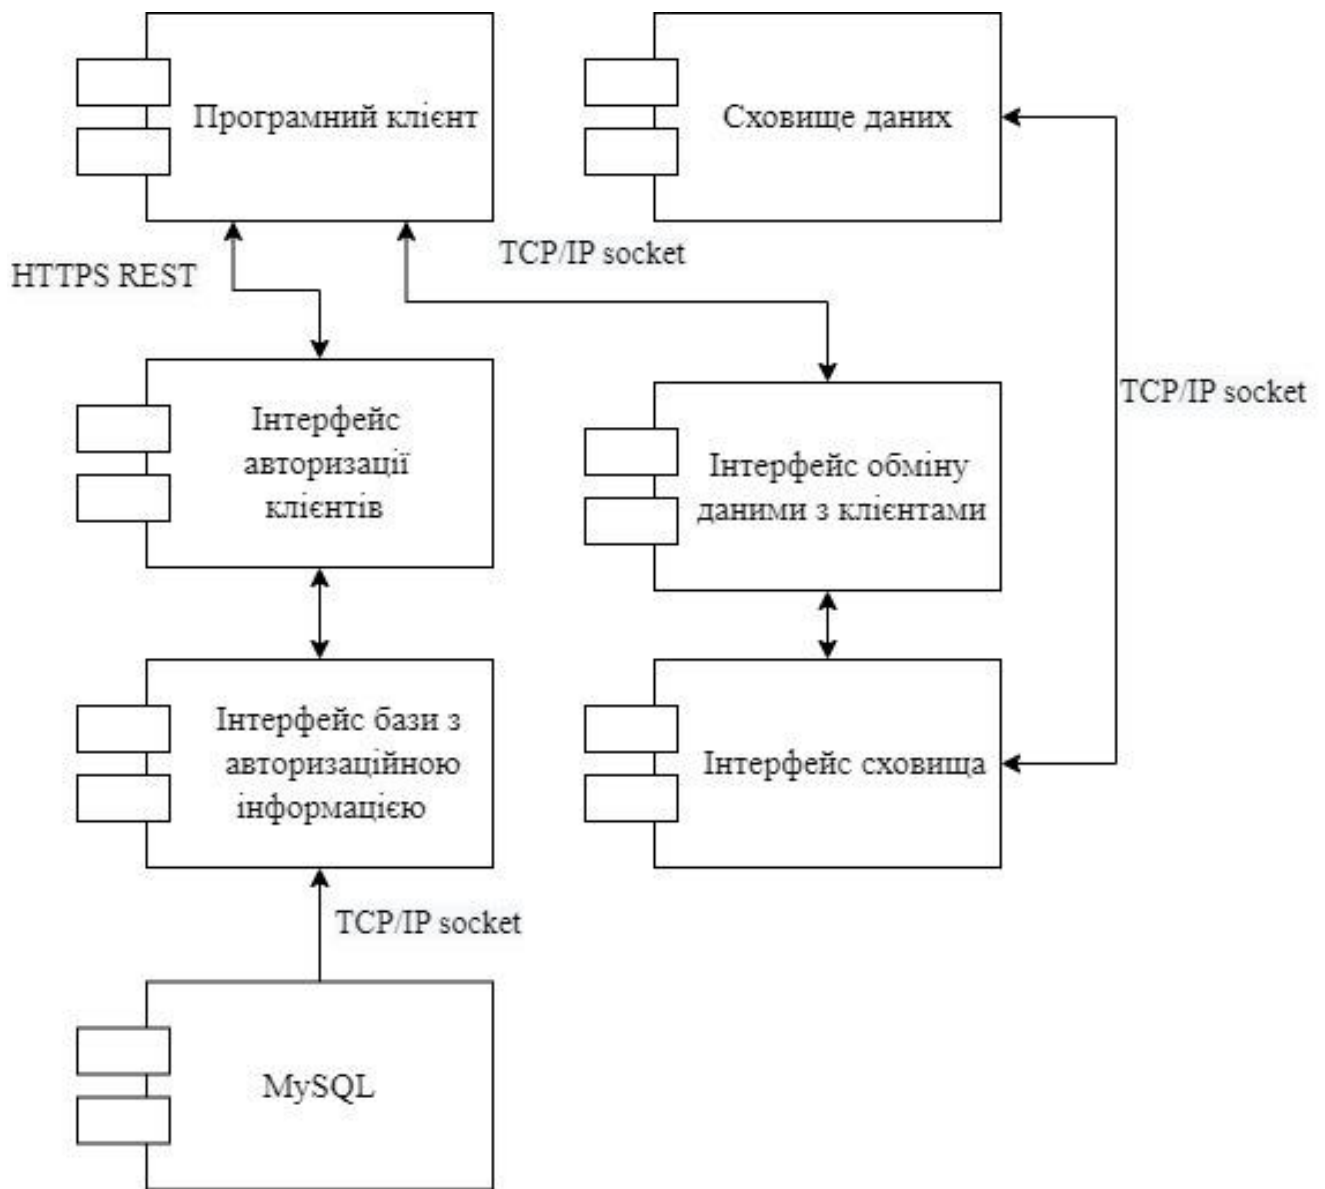 Програмний клієнт
Сховище даних
HTTPS REST
TCP/IP socket
TCP/IP socket
Інтерфейс
авторизації
клієнтів
Інтерфейс обміну
даними з клієнтами
Інтерфейс бази з
авторизаційною
інформацією
Інтерфейс сховища
TCP/IP socket
MySQL